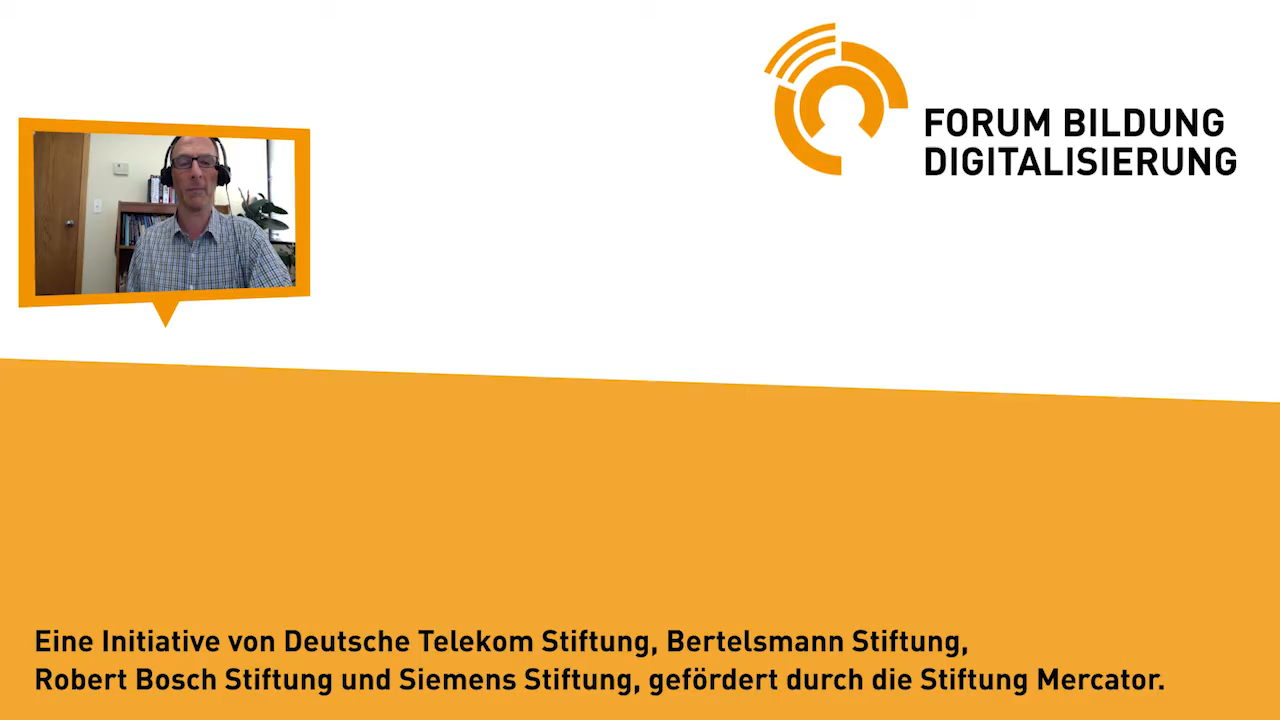 FORUM BILDUNG
DIGITALISIERUNG
Eine Initiative von Deutsche Telekom Stiftung, Bertelsmann Stiftung,
Robert Bosch Stiftung und Siemens Stiftung, gefördert durch die Stiftung Mercator.